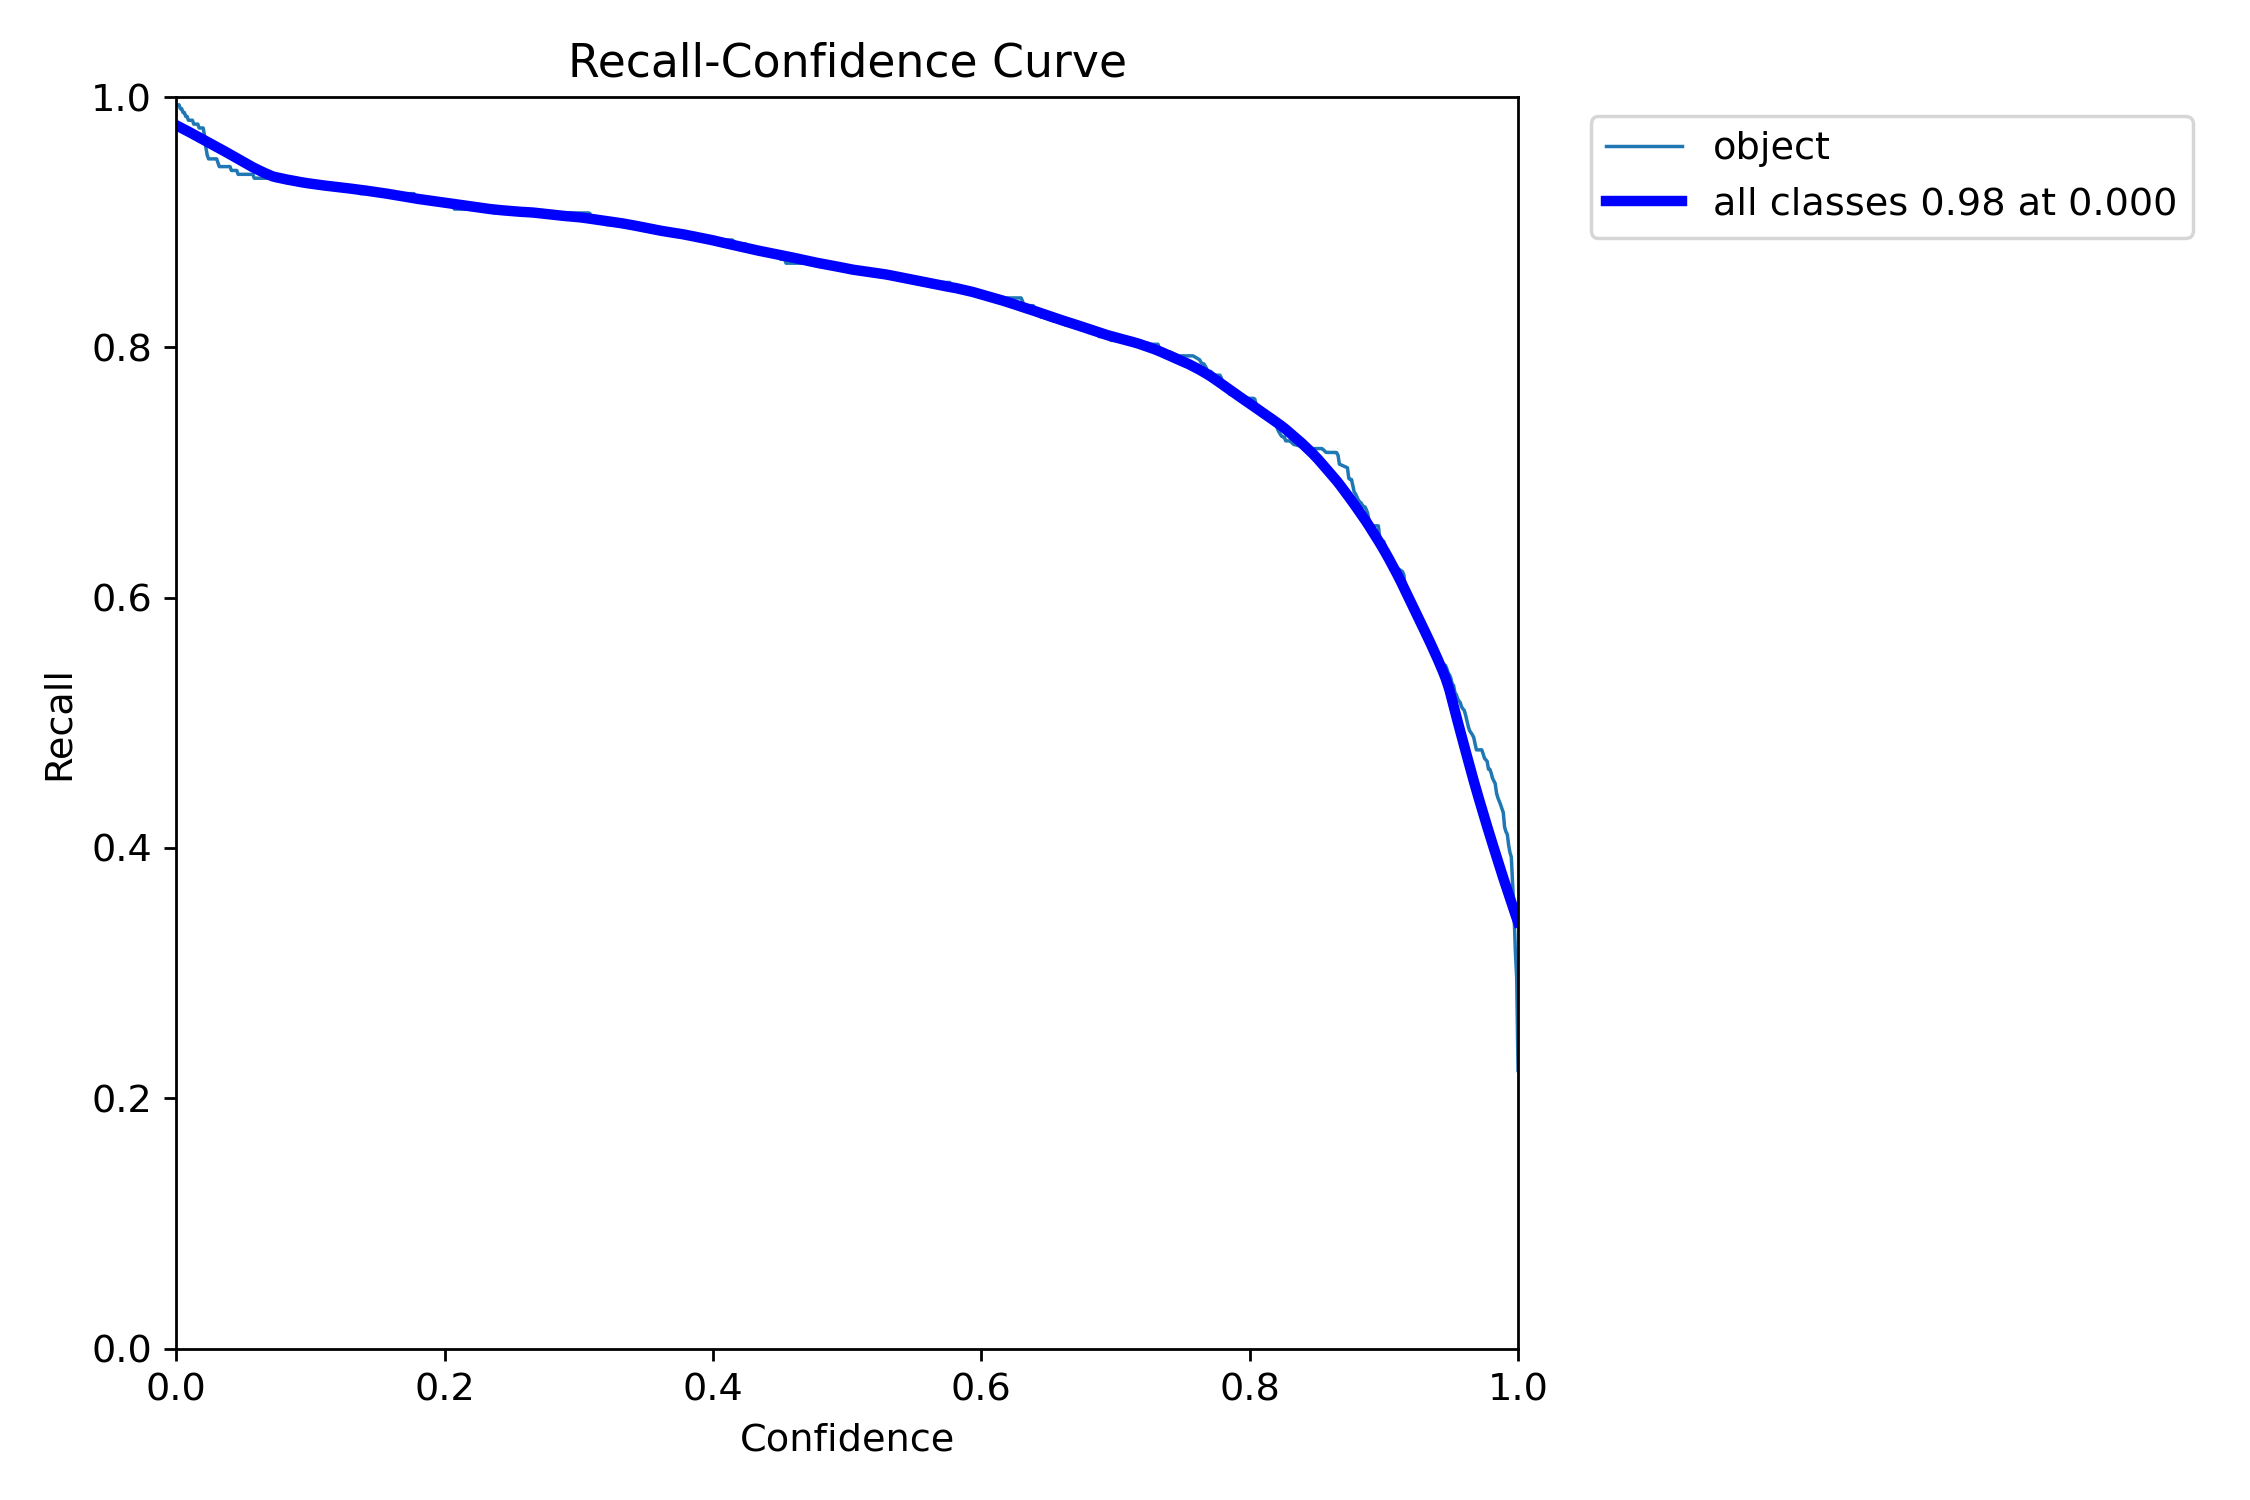 Recall-Confidence Curve
1.0
0.8
0.6
0.4
0.2
0.0
Recall
0.0 0.2 0.4 0.6 0.8 1.0
Confidence
object
all classes 0.98 at 0.000